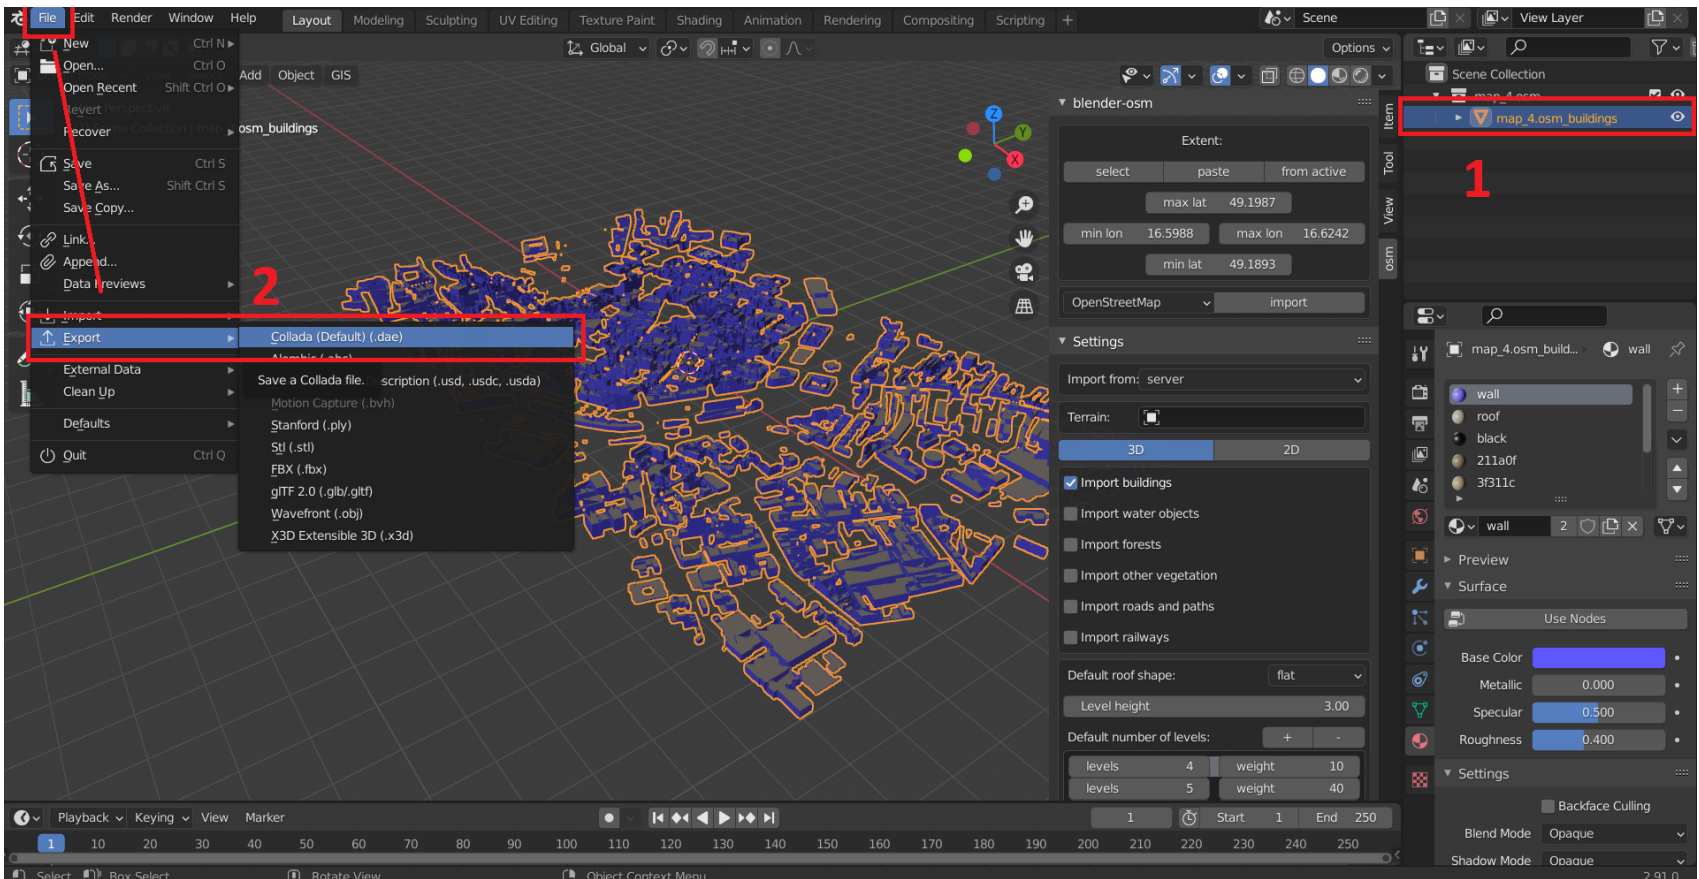 File Edit Render Window Help Layout Modeling Sculpting UV Editing Texture Paint Shading Animation Rendering Compositing Scripting + Scene View Layer
New Ctrl N
Open... Ctrl O
Open Recent Shift Ctrl O
Revert
Recover
Save Ctrl S
Save As... Shift Ctrl S
Save Copy...
Link...
Append...
Data Previews
Import
Export
External Data
Clean Up
Defaults
Quit Ctrl Q
Collada (Default) (.dae)
Alembic (.abc)
Save a Collada file.
scription (.usd, .usdc, .usda)
Motion Capture (.bvh)
Stanford (.ply)
Stl (.stl)
FBX (.fbx)
glTF 2.0 (.glb/.gltf)
Wavefront (.obj)
X3D Extensible 3D (.x3d)
2
Global
Options
Add Object GIS
Perspective
Scene Collection | map_4.osm_buildings
Z
Y
X
blender-osm
Extent:
select paste from active
max lat 49.1987
min lon 16.5988 max lon 16.6242
min lat 49.1893
OpenStreetMap import
Settings
Import from: server
Terrain:
3D 2D
Import buildings
Import water objects
Import forests
Import other vegetation
Import roads and paths
Import railways
Default roof shape: flat
Level height 3.00
Default number of levels: + -
levels 4 weight 10
levels 5 weight 40
Item
Tool
View
osm
Scene Collection
map_4.osm
map_4.osm_buildings
1
map_4.osm_build... wall
wall
roof
black
211a0f
3f311c
wall 2
Preview
Surface
Use Nodes
Base Color
Metallic 0.000
Specular 0.500
Roughness 0.400
Settings
Backface Culling
Blend Mode Opaque
Shadow Mode Opaque
Playback Keying View Marker 1 Start 1 End 250
1 10 20 30 40 50 60 70 80 90 100 110 120 130 140 150 160 170 180 190 200 210 220 230 240 250
Select Box Select Rotate View Object Context Menu 2.91.0